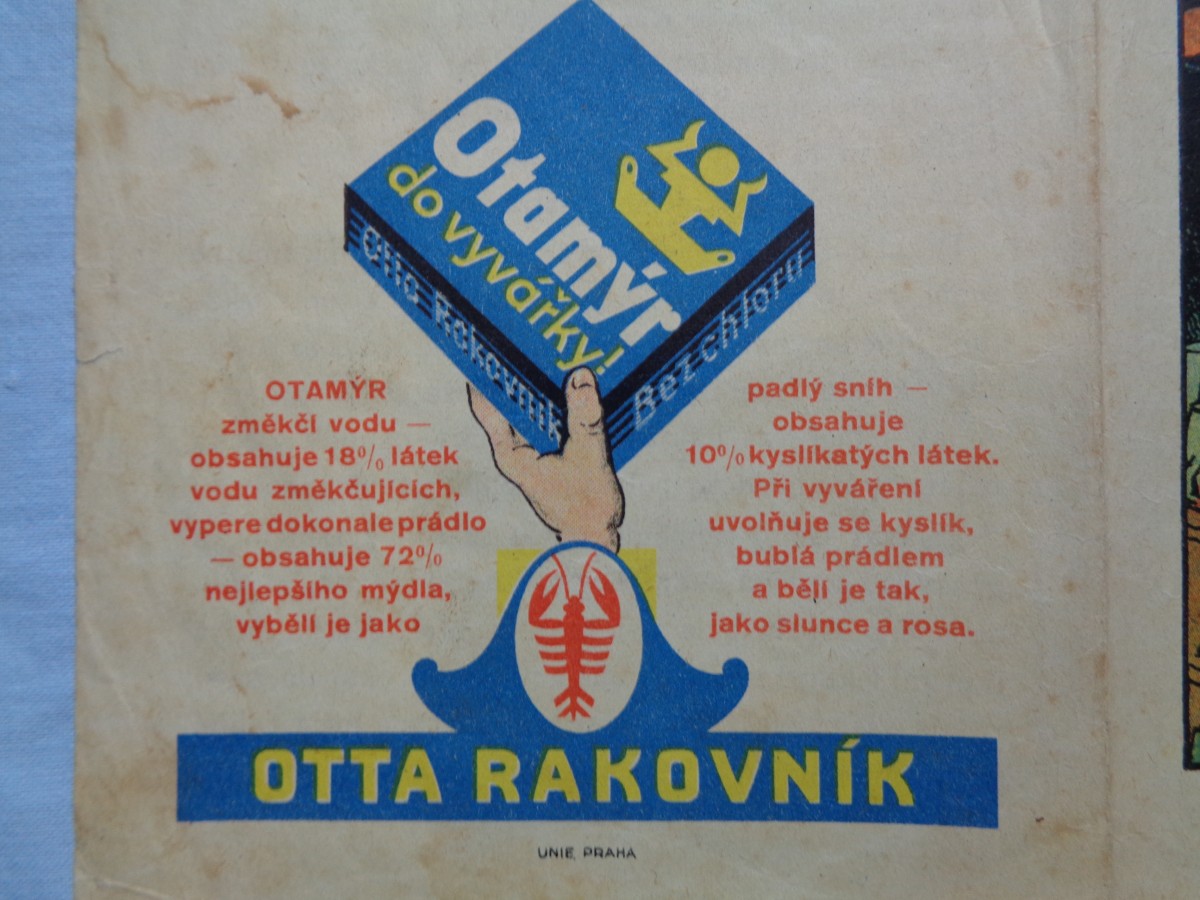 Otamýr
do vyvářky!
Otta Rakovník
Bez chloru
OTAMÝR
změkčí vodu —
obsahuje 18% látek
vodu změkčujících,
vypere dokonale prádlo
— obsahuje 72%
nejlepšího mýdla,
vybělí je jako
padlý sníh —
obsahuje
10% kyslíkatých látek.
Při vyváření
uvolňuje se kyslík,
bublá prádlem
a bělí je tak,
jako slunce a rosa.
OTTA RAKOVNÍK
UNIE, PRAHA